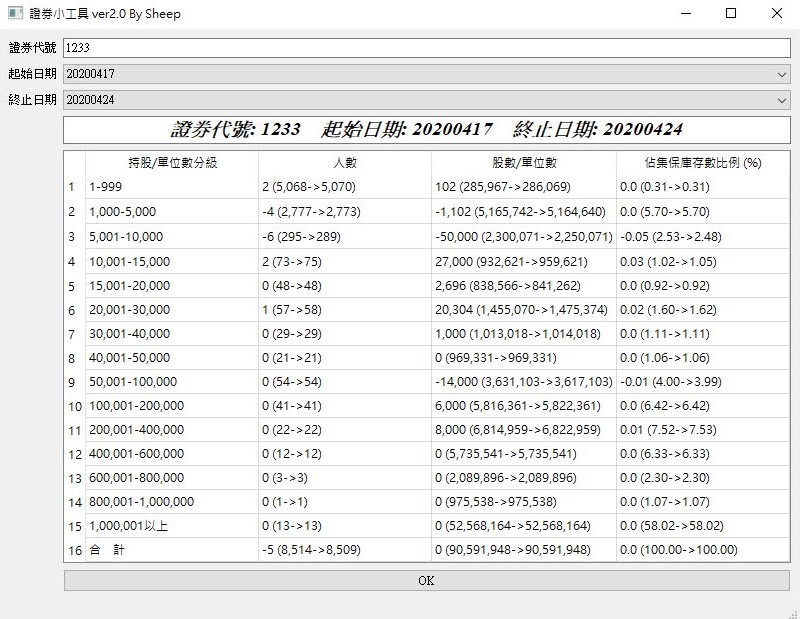 證券小工具 ver2.0 By Sheep
證券代號 1233
起始日期 20200417
終止日期 20200424
證券代號: 1233 起始日期: 20200417 終止日期: 20200424
持股/單位數分級 人數 股數/單位數 佔集保庫存數比例 (%)
1 1-999 2 (5,068->5,070) 102 (285,967->286,069) 0.0 (0.31->0.31)
2 1,000-5,000 -4 (2,777->2,773) -1,102 (5,165,742->5,164,640) 0.0 (5.70->5.70)
3 5,001-10,000 -6 (295->289) -50,000 (2,300,071->2,250,071) -0.05 (2.53->2.48)
4 10,001-15,000 2 (73->75) 27,000 (932,621->959,621) 0.03 (1.02->1.05)
5 15,001-20,000 0 (48->48) 2,696 (838,566->841,262) 0.0 (0.92->0.92)
6 20,001-30,000 1 (57->58) 20,304 (1,455,070->1,475,374) 0.02 (1.60->1.62)
7 30,001-40,000 0 (29->29) 1,000 (1,013,018->1,014,018) 0.0 (1.11->1.11)
8 40,001-50,000 0 (21->21) 0 (969,331->969,331) 0.0 (1.06->1.06)
9 50,001-100,000 0 (54->54) -14,000 (3,631,103->3,617,103) -0.01 (4.00->3.99)
10 100,001-200,000 0 (41->41) 6,000 (5,816,361->5,822,361) 0.0 (6.42->6.42)
11 200,001-400,000 0 (22->22) 8,000 (6,814,959->6,822,959) 0.01 (7.52->7.53)
12 400,001-600,000 0 (12->12) 0 (5,735,541->5,735,541) 0.0 (6.33->6.33)
13 600,001-800,000 0 (3->3) 0 (2,089,896->2,089,896) 0.0 (2.30->2.30)
14 800,001-1,000,000 0 (1->1) 0 (975,538->975,538) 0.0 (1.07->1.07)
15 1,000,001以上 0 (13->13) 0 (52,568,164->52,568,164) 0.0 (58.02->58.02)
16 合 計 -5 (8,514->8,509) 0 (90,591,948->90,591,948) 0.0 (100.00->100.00)
OK